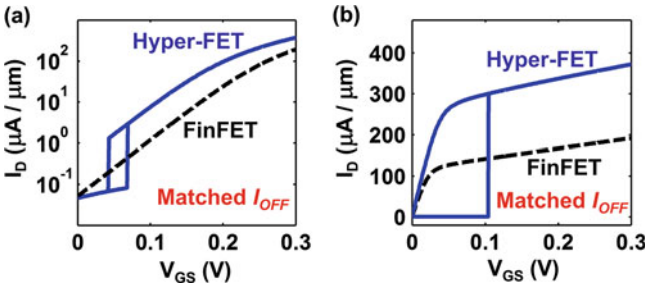 (a)
I_D (μA / μm)
10^2
10^1
10^0
10^-1
Hyper-FET
FinFET
Matched I_OFF
0 0.1 0.2 0.3
V_GS (V)
(b)
I_D (μA / μm)
400
300
200
100
0
Hyper-FET
FinFET
Matched I_OFF
0 0.1 0.2 0.3
V_GS (V)